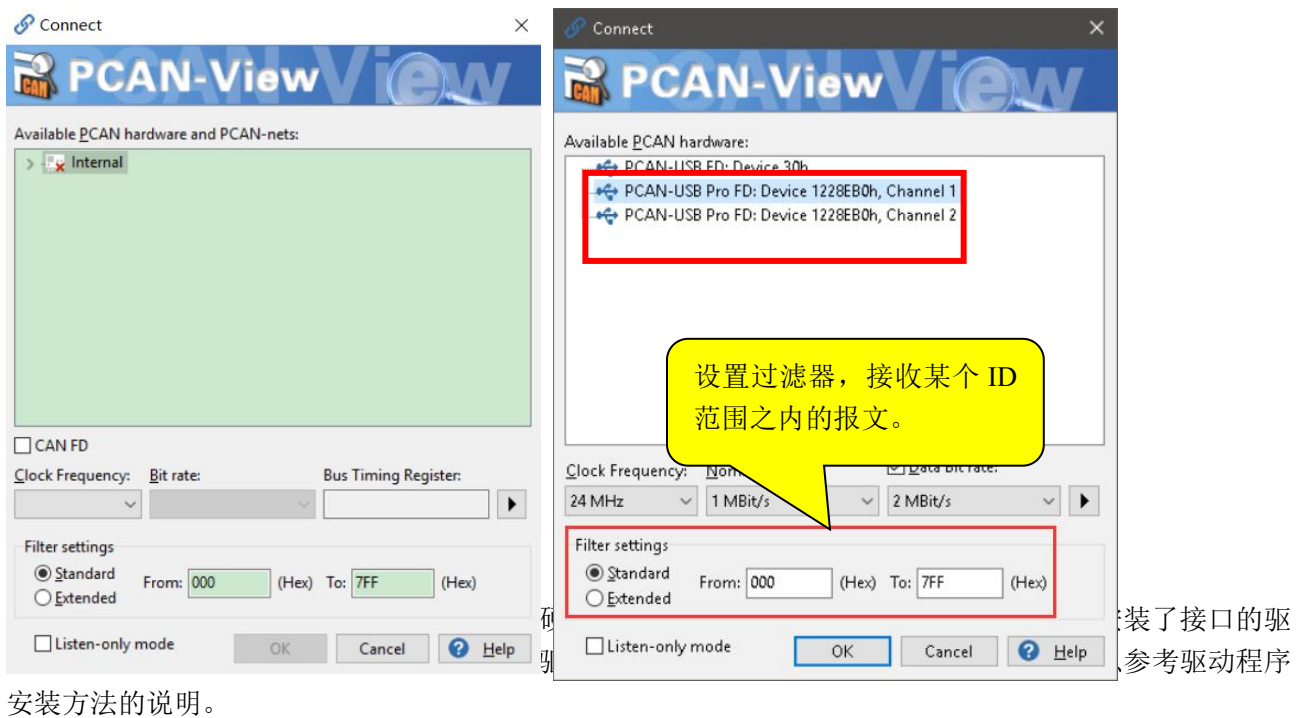 Connect
PCAN-View
Available PCAN hardware and PCAN-nets:
Internal
CAN FD
Clock Frequency: Bit rate: Bus Timing Register:
Filter settings
Standard
From: 000 (Hex) To: 7FF (Hex)
Extended
Listen-only mode OK Cancel Help
Connect
PCAN-View
Available PCAN hardware:
PCAN-USB FD: Device 30h
PCAN-USB Pro FD: Device 1228EB0h, Channel 1
PCAN-USB Pro FD: Device 1228EB0h, Channel 2
设置过滤器，接收某个 ID
范围之内的报文。
Clock Frequency: Data bit rate:
24 MHz 1 MBit/s 2 MBit/s
Filter settings
Standard
From: 000 (Hex) To: 7FF (Hex)
Extended
Listen-only mode OK Cancel Help
装了接口的驱
参考驱动程序
安装方法的说明。